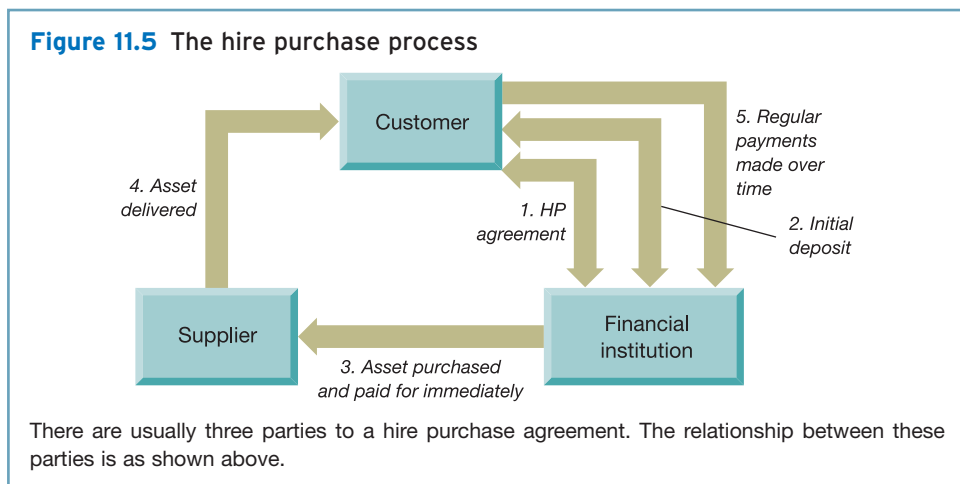 Figure 11.5 The hire purchase process
Customer
5. Regular
payments
made over
time
4. Asset
delivered
1. HP
agreement
2. Initial
deposit
Supplier
Financial
institution
3. Asset purchased
and paid for immediately
There are usually three parties to a hire purchase agreement. The relationship between these
parties is as shown above.